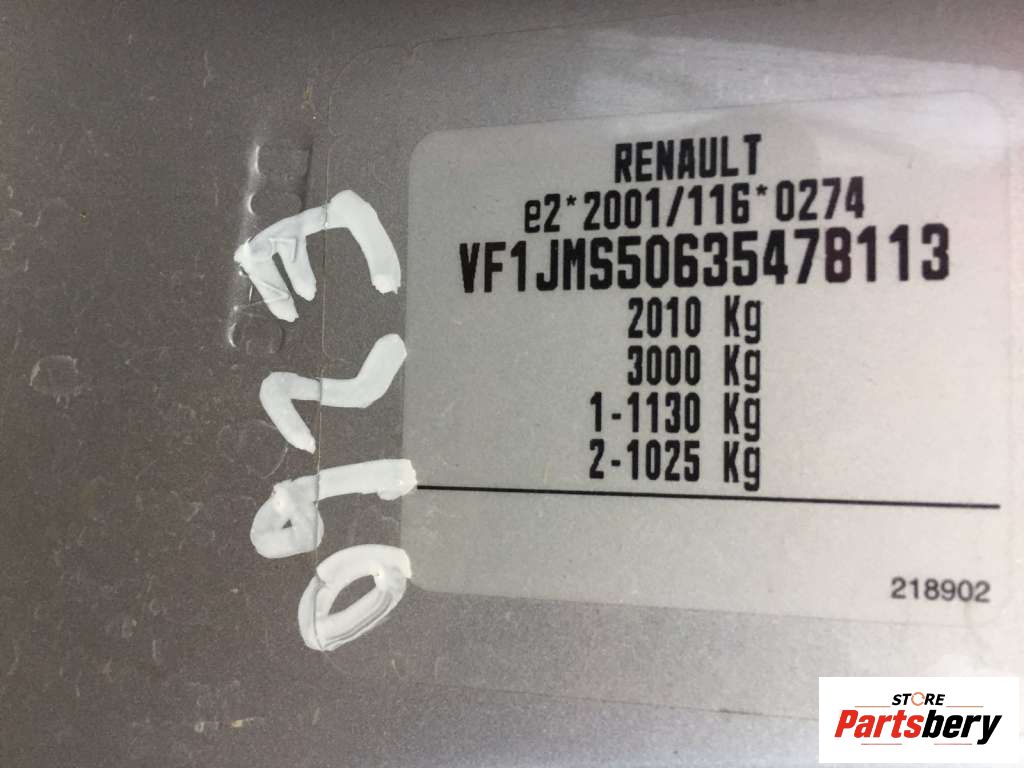 RENAULT
e2*2001/116*0274
VF1JMS50635478113
2010 Kg
3000 Kg
1-1130 Kg
2-1025 Kg
218902
STORE
Partsbery